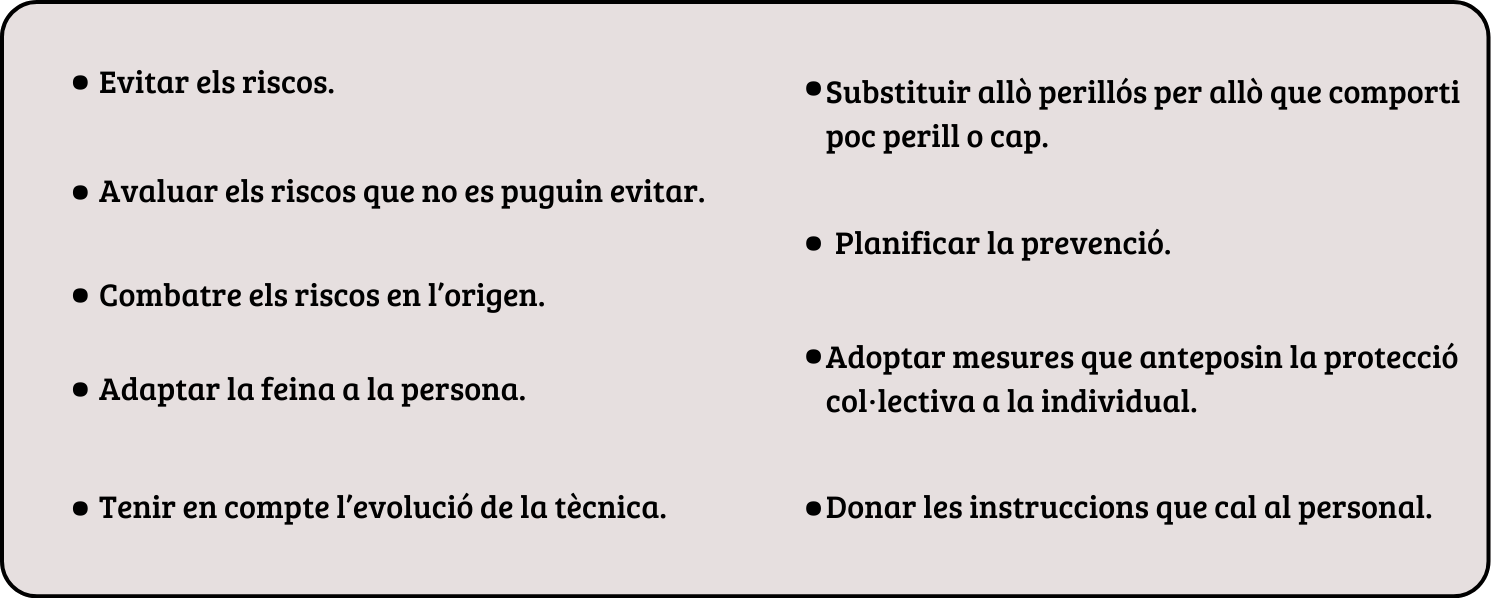 • Evitar els riscos.
• Avaluar els riscos que no es puguin evitar.
• Combatre els riscos en l’origen.
• Adaptar la feina a la persona.
• Tenir en compte l’evolució de la tècnica.
• Substituir allò perillós per allò que comporti
poc perill o cap.
• Planificar la prevenció.
• Adoptar mesures que anteposin la protecció
col·lectiva a la individual.
• Donar les instruccions que cal al personal.